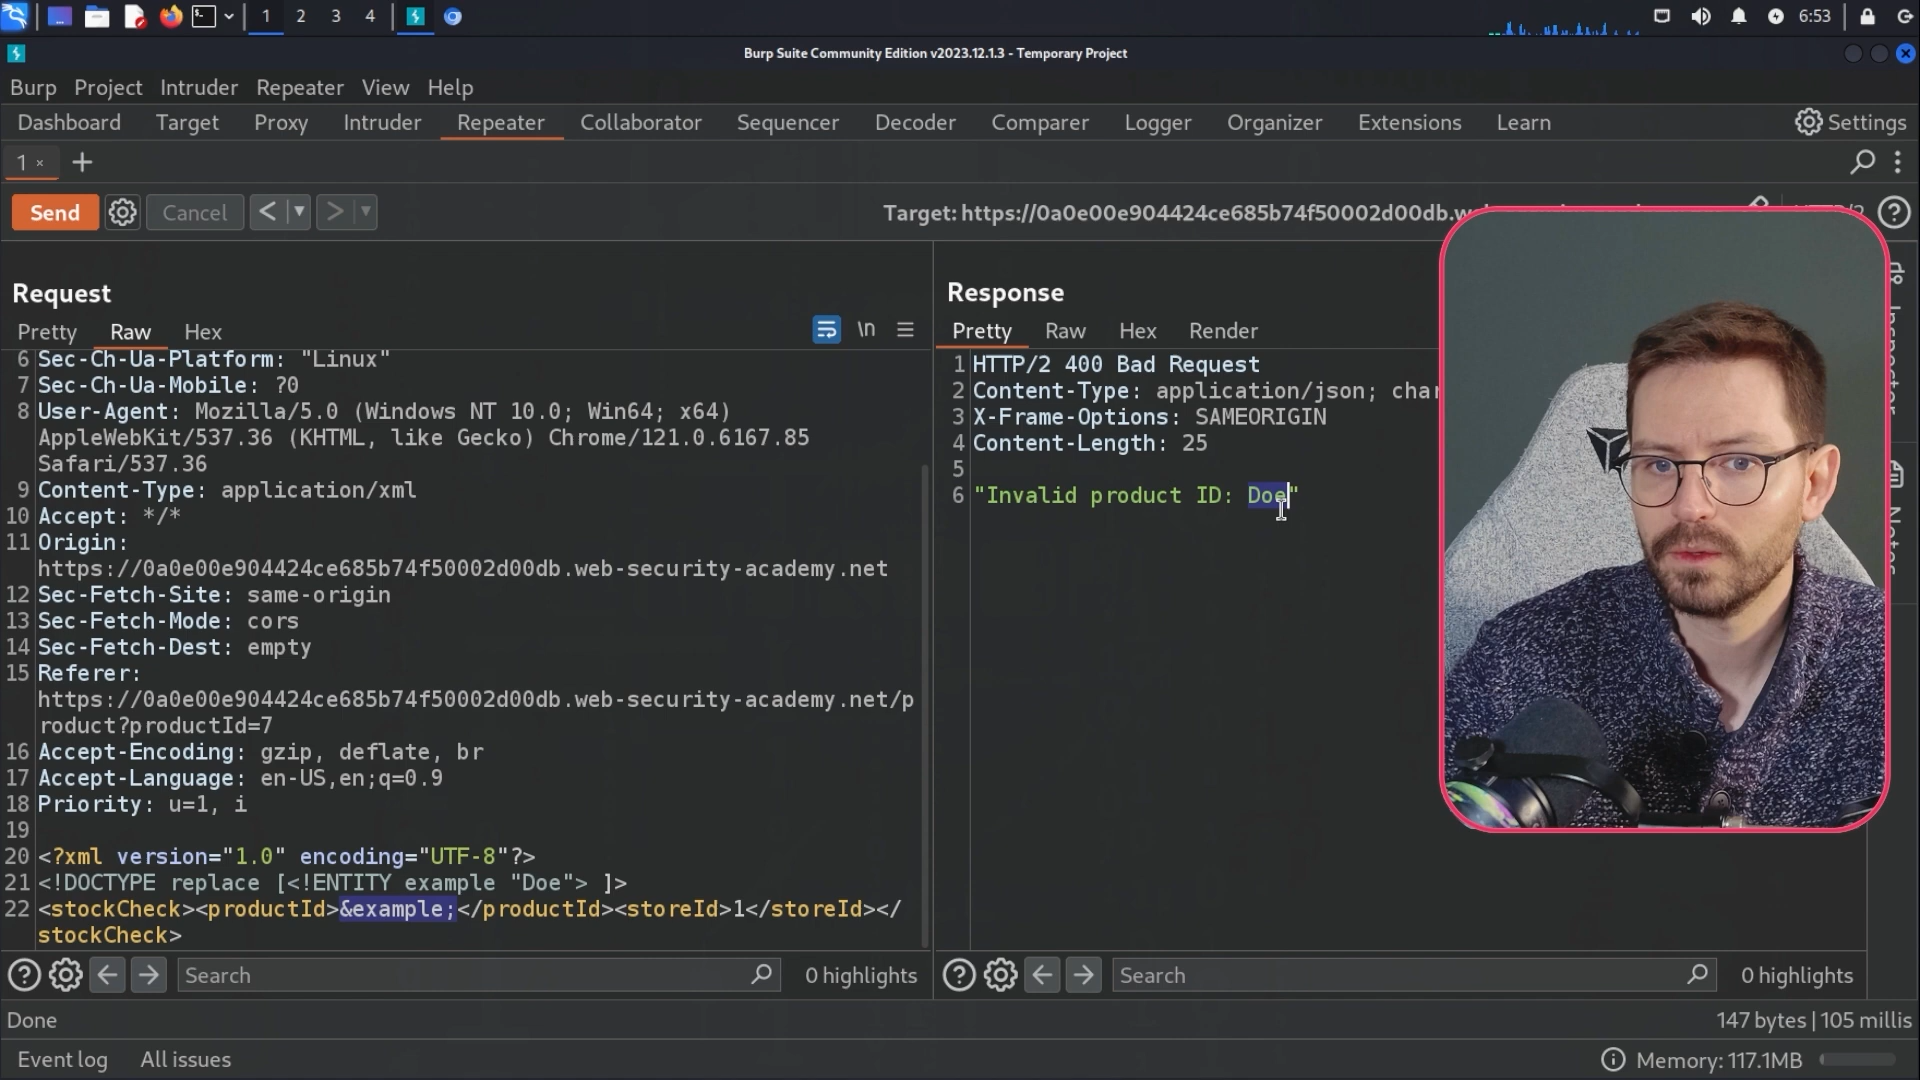 1 2 3 4
6:53
Burp Suite Community Edition v2023.12.1.3 - Temporary Project
Burp Project Intruder Repeater View Help
Dashboard Target Proxy Intruder Repeater Collaborator Sequencer Decoder Comparer Logger Organizer Extensions Learn Settings
1 × +
Send Cancel < >
Target: https://0a0e00e904424ce685b74f50002d00db.we
Request
Pretty Raw Hex
\n
6 Sec-Ch-Ua-Platform: "Linux"
7 Sec-Ch-Ua-Mobile: ?0
8 User-Agent: Mozilla/5.0 (Windows NT 10.0; Win64; x64)
AppleWebKit/537.36 (KHTML, like Gecko) Chrome/121.0.6167.85
Safari/537.36
9 Content-Type: application/xml
10 Accept: */*
11 Origin:
https://0a0e00e904424ce685b74f50002d00db.web-security-academy.net
12 Sec-Fetch-Site: same-origin
13 Sec-Fetch-Mode: cors
14 Sec-Fetch-Dest: empty
15 Referer:
https://0a0e00e904424ce685b74f50002d00db.web-security-academy.net/p
roduct?productId=7
16 Accept-Encoding: gzip, deflate, br
17 Accept-Language: en-US,en;q=0.9
18 Priority: u=1, i
19
20 <?xml version="1.0" encoding="UTF-8"?>
21 <!DOCTYPE replace [<!ENTITY example "Doe"> ]>
22 <stockCheck><productId>&example;</productId><storeId>1</storeId></
stockCheck>
Search
0 highlights
Response
Pretty Raw Hex Render
1 HTTP/2 400 Bad Request
2 Content-Type: application/json; char
3 X-Frame-Options: SAMEORIGIN
4 Content-Length: 25
5
6 "Invalid product ID: Doe"
Search
0 highlights
Notes
Done
147 bytes | 105 millis
Event log All issues
Memory: 117.1MB